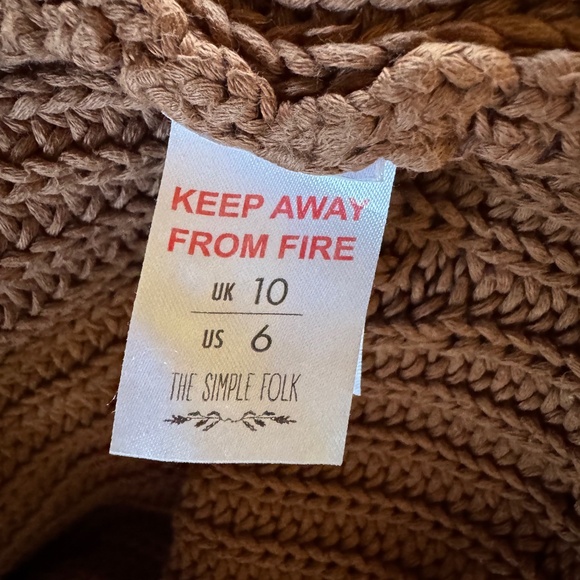 KEEP AWAY
FROM FIRE
UK 10
US 6
THE SIMPLE FOLK